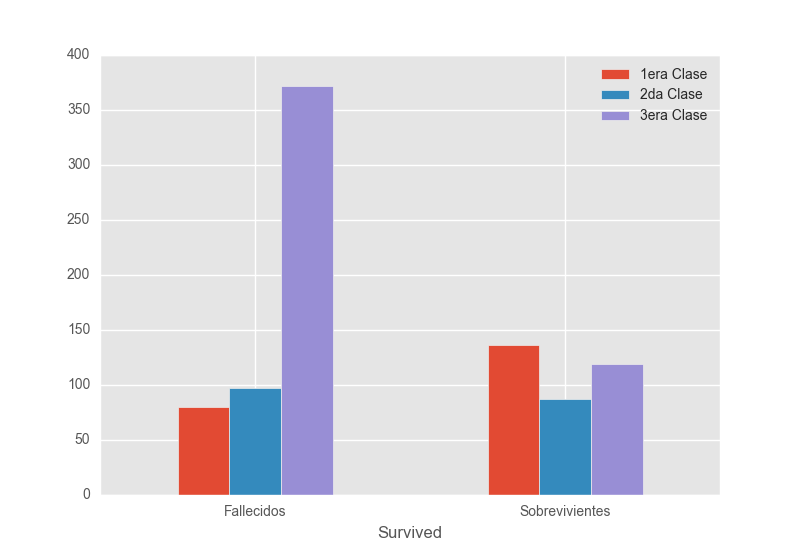 400
350
300
250
200
150
100
50
0
1era Clase
2da Clase
3era Clase
Fallecidos
Sobrevivientes
Survived